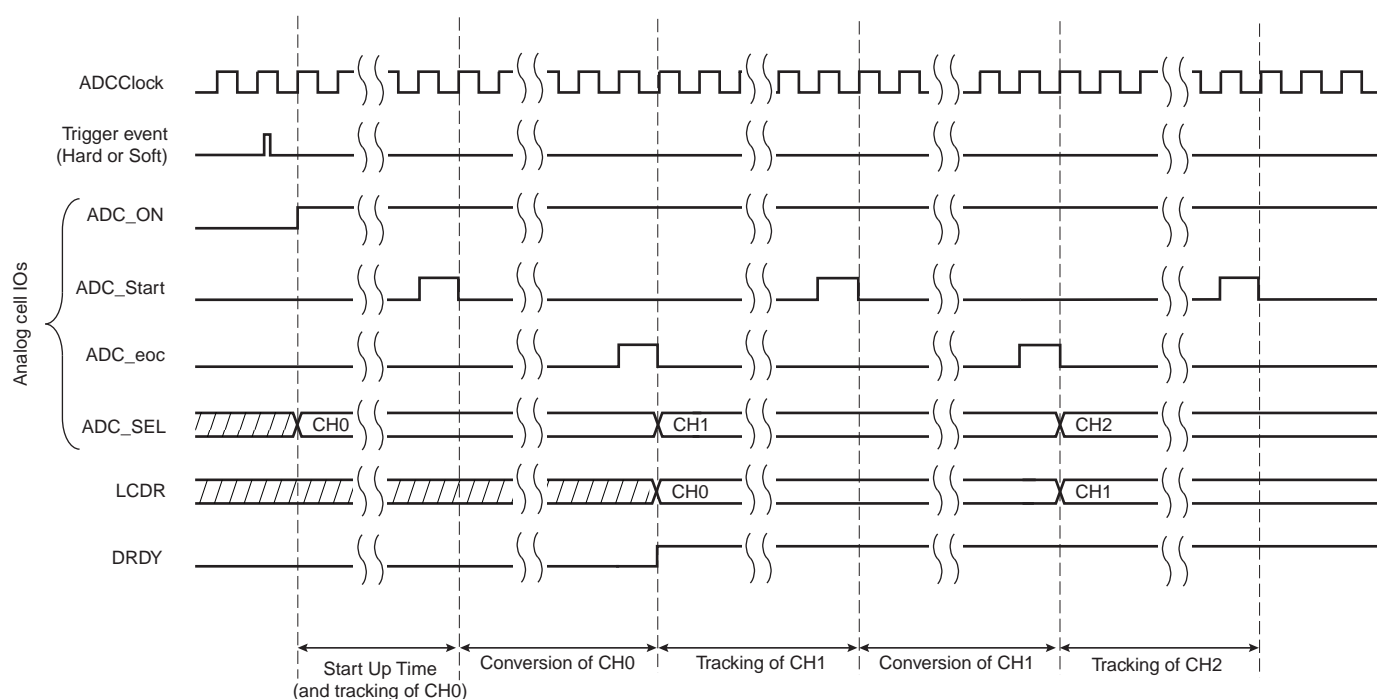 ADCClock
Trigger event
(Hard or Soft)
Analog cell IOs
ADC_ON
ADC_Start
ADC_eoc
ADC_SEL
CH0
CH1
CH2
LCDR
CH0
CH1
DRDY
Start Up Time
(and tracking of CH0)
Conversion of CH0
Tracking of CH1
Conversion of CH1
Tracking of CH2